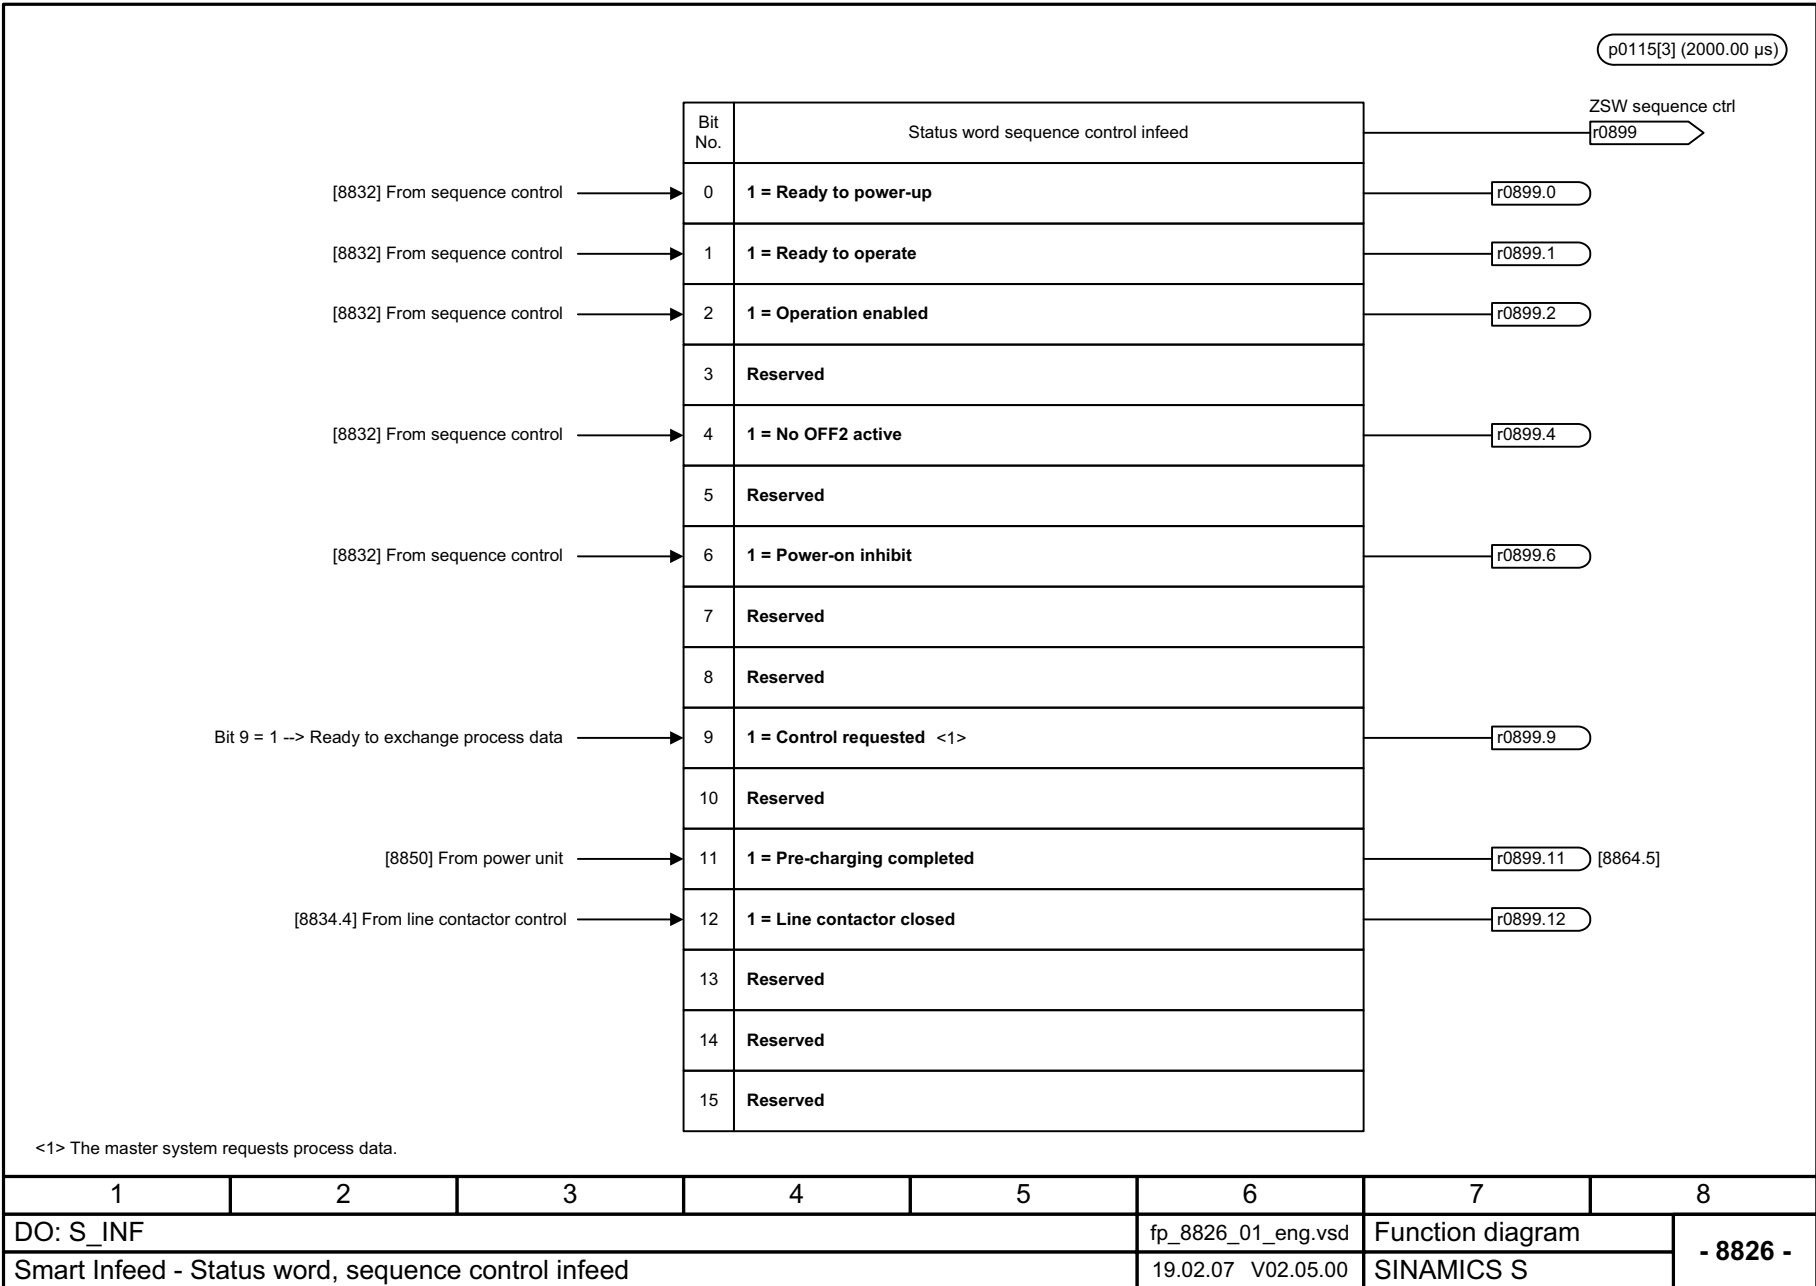 p0115[3] (2000.00 µs)
ZSW sequence ctrl
Bit No. Status word sequence control infeed r0899
[8832] From sequence control 0 1 = Ready to power-up r0899.0
[8832] From sequence control 1 1 = Ready to operate r0899.1
[8832] From sequence control 2 1 = Operation enabled r0899.2
3 Reserved
[8832] From sequence control 4 1 = No OFF2 active r0899.4
5 Reserved
[8832] From sequence control 6 1 = Power-on inhibit r0899.6
7 Reserved
8 Reserved
Bit 9 = 1 --> Ready to exchange process data 9 1 = Control requested <1> r0899.9
10 Reserved
[8850] From power unit 11 1 = Pre-charging completed r0899.11 [8864.5]
[8834.4] From line contactor control 12 1 = Line contactor closed r0899.12
13 Reserved
14 Reserved
15 Reserved
<1> The master system requests process data.
1 2 3 4 5 6 7 8
DO: S_INF fp_8826_01_eng.vsd Function diagram - 8826 -
Smart Infeed - Status word, sequence control infeed 19.02.07 V02.05.00 SINAMICS S